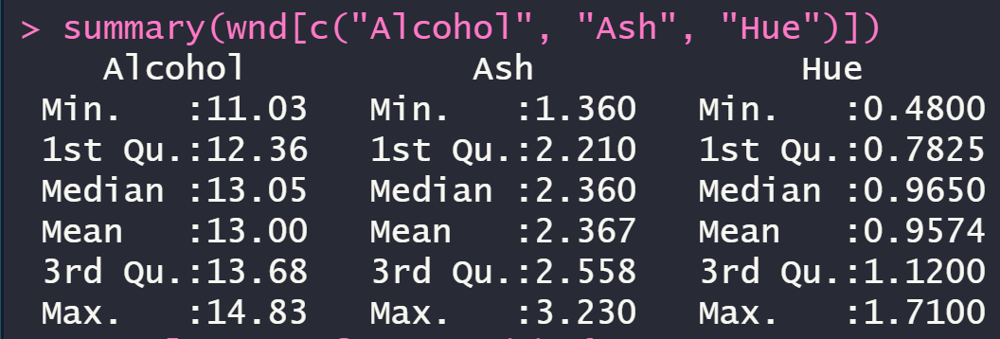 > summary(wnd[c("Alcohol", "Ash", "Hue")])
Alcohol Ash Hue
Min. :11.03 Min. :1.360 Min. :0.4800
1st Qu.:12.36 1st Qu.:2.210 1st Qu.:0.7825
Median :13.05 Median :2.360 Median :0.9650
Mean :13.00 Mean :2.367 Mean :0.9574
3rd Qu.:13.68 3rd Qu.:2.558 3rd Qu.:1.1200
Max. :14.83 Max. :3.230 Max. :1.7100